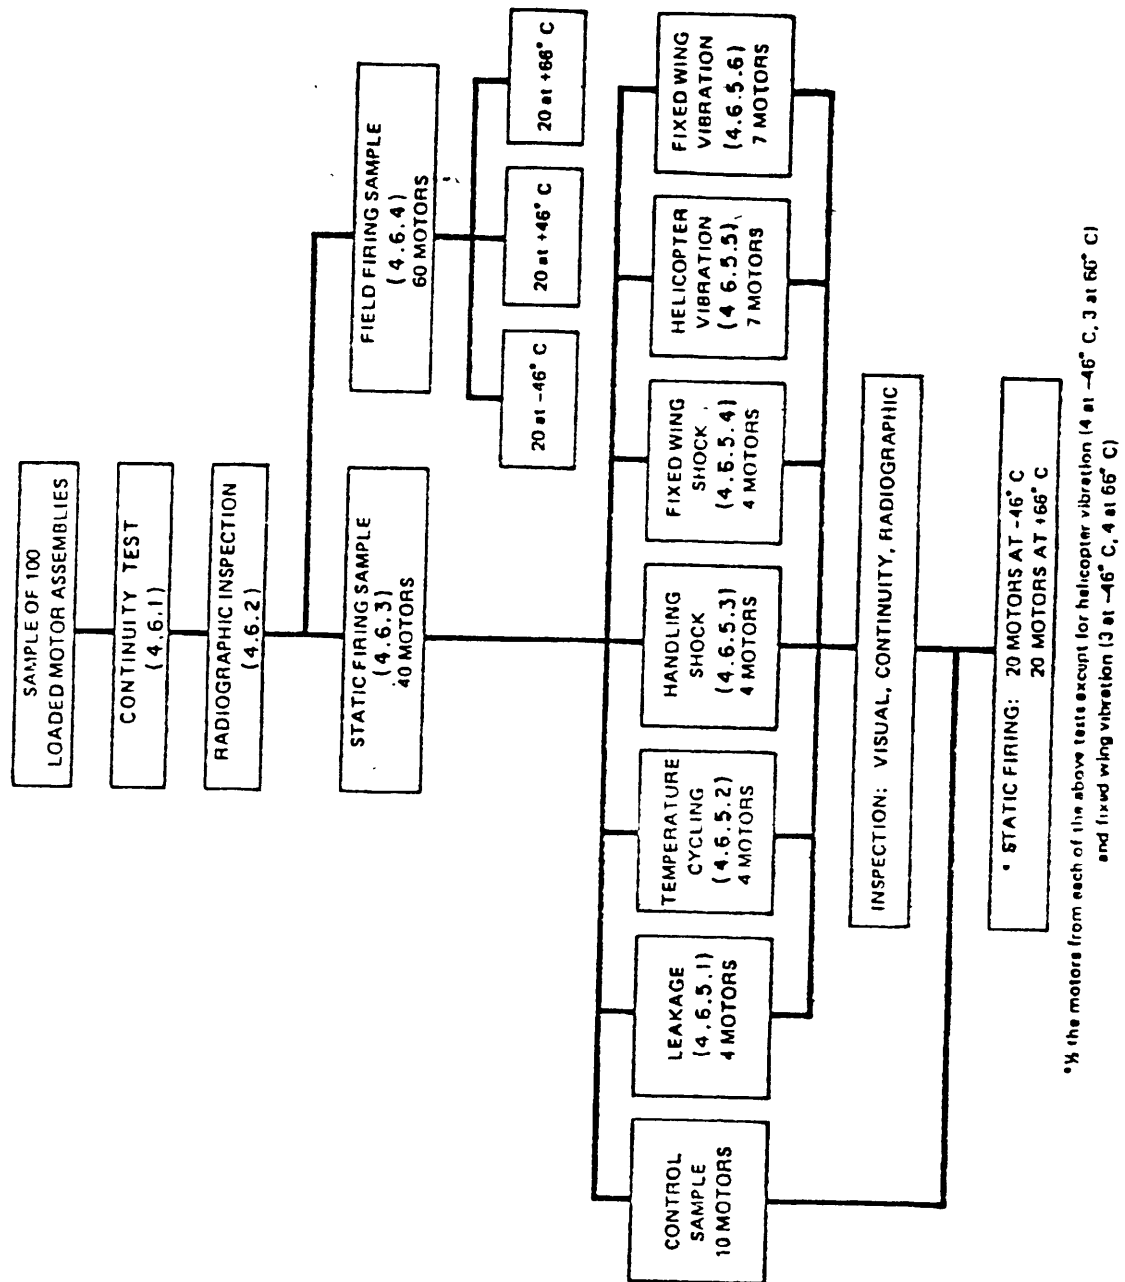 SAMPLE OF 100
LOADED MOTOR ASSEMBLIES
CONTINUITY TEST
(4.6.1)
RADIOGRAPHIC INSPECTION
(4.6.2)
STATIC FIRING SAMPLE
(4.6.3)
40 MOTORS
FIELD FIRING SAMPLE
(4.6.4)
60 MOTORS
20 at -46° C
20 at +46° C
20 at +66° C
CONTROL
SAMPLE
10 MOTORS
LEAKAGE
(4.6.5.1)
4 MOTORS
TEMPERATURE
CYCLING
(4.6.5.2)
4 MOTORS
HANDLING
SHOCK
(4.6.5.3)
4 MOTORS
FIXED WING
SHOCK
(4.6.5.4)
4 MOTORS
HELICOPTER
VIBRATION
(4 6.5.5)
7 MOTORS
FIXED WING
VIBRATION
(4.6.5.6)
7 MOTORS
INSPECTION: VISUAL, CONTINUITY, RADIOGRAPHIC
* STATIC FIRING: 20 MOTORS AT -46° C
20 MOTORS AT +66° C
*½ the motors from each of the above tests except for helicopter vibration (4 at -46° C, 3 at 66° C)
and fixed wing vibration (3 at -46° C, 4 at 66° C)